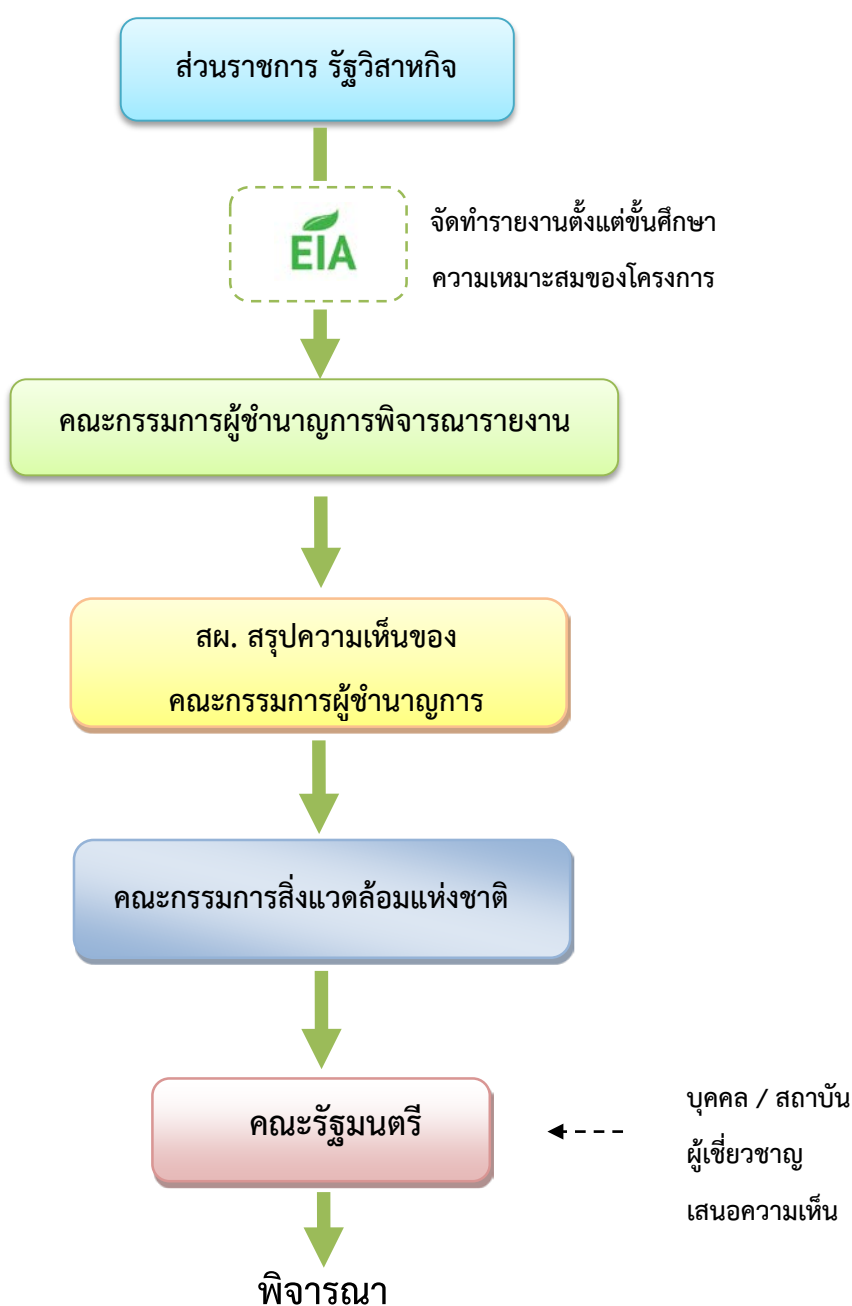 ส่วนราชการ รัฐวิสาหกิจ
EIA
จัดทำรายงานตั้งแต่ขั้นศึกษา
ความเหมาะสมของโครงการ
คณะกรรมการผู้ชำนาญการพิจารณารายงาน
สผ. สรุปความเห็นของ
คณะกรรมการผู้ชำนาญการ
คณะกรรมการสิ่งแวดล้อมแห่งชาติ
คณะรัฐมนตรี
บุคคล / สถาบัน
ผู้เชี่ยวชาญ
เสนอความเห็น
พิจารณา